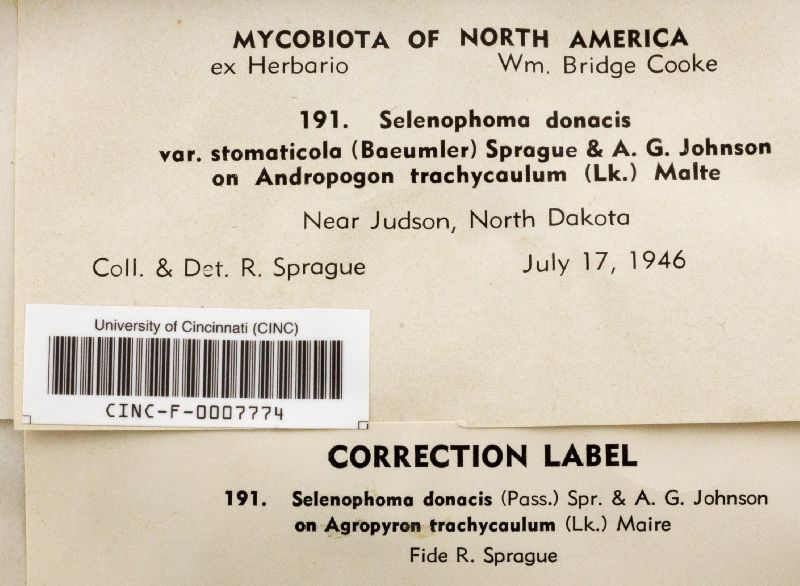 MYCOBIOTA OF NORTH AMERICA
ex Herbario Wm. Bridge Cooke
191. Selenophoma donacis
var. stomaticola (Baeumler) Sprague & A. G. Johnson
on Andropogon trachycaulum (Lk.) Malte
Near Judson, North Dakota
Coll. & Det. R. Sprague July 17, 1946
University of Cincinnati (CINC)
CINC-F-0007774
CORRECTION LABEL
191. Selenophoma donacis (Pass.) Spr. & A. G. Johnson
on Agropyron trachycaulum (Lk.) Maire
Fide R. Sprague